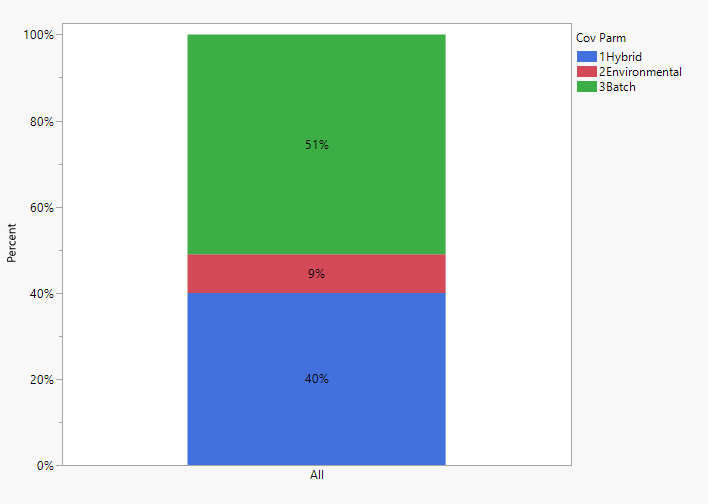 Cov Parm
1Hybrid
2Environmental
3Batch
100%
80%
60%
40%
20%
0%
Percent
51%
9%
40%
All